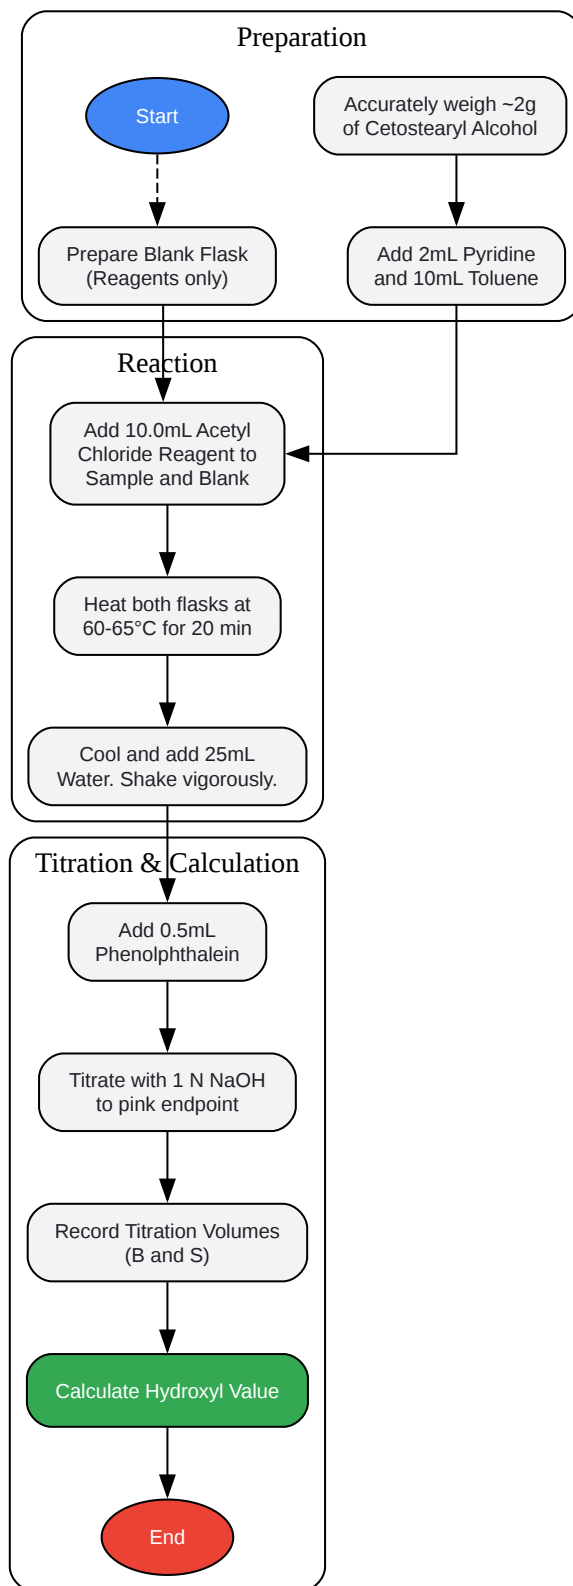 Preparation
Start
Accurately weigh ~2g
of Cetostearyl Alcohol
Prepare Blank Flask
(Reagents only)
Add 2mL Pyridine
and 10mL Toluene
Reaction
Add 10.0mL Acetyl
Chloride Reagent to
Sample and Blank
Heat both flasks at
60-65°C for 20 min
Cool and add 25mL
Water. Shake vigorously.
Titration & Calculation
Add 0.5mL
Phenolphthalein
Titrate with 1 N NaOH
to pink endpoint
Record Titration Volumes
(B and S)
Calculate Hydroxyl Value
End